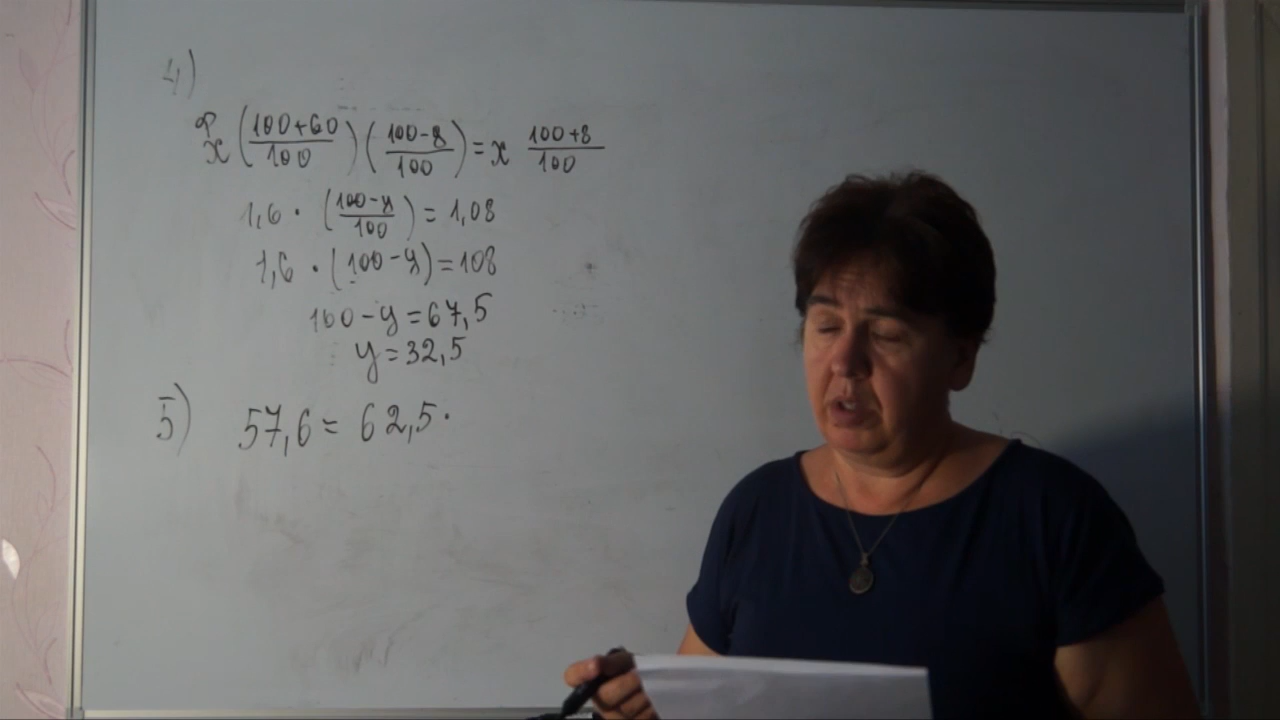 4)
x ((100+60)/100) ((100-y)/100) = x (100+8)/100
1,6 · ((100-y)/100) = 1,08
1,6 · (100-y) = 108
100-y = 67,5
y = 32,5
5) 57,6 = 62,5 ·